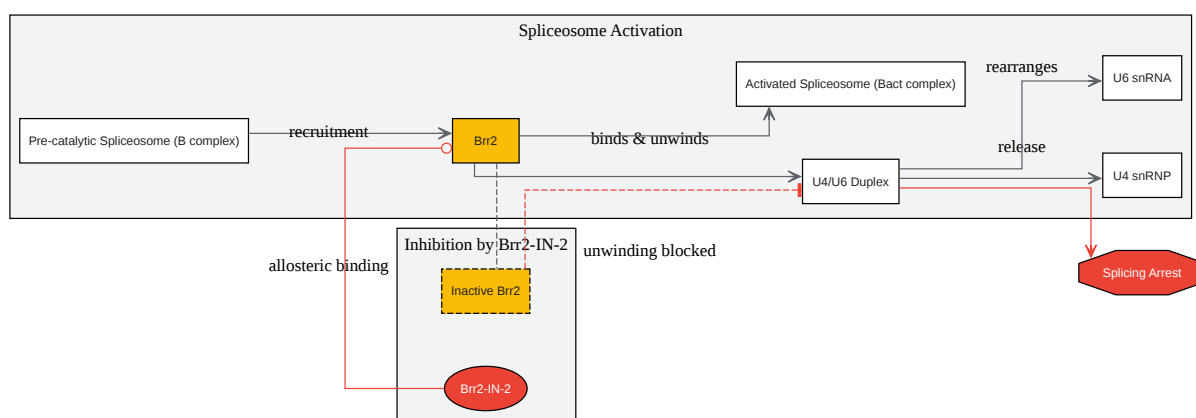 Spliceosome Activation
rearranges
U6 snRNA
Activated Spliceosome (Bact complex)
Pre-catalytic Spliceosome (B complex)
recruitment
Brr2
binds & unwinds
release
U4/U6 Duplex
U4 snRNP
Inhibition by Brr2-IN-2
unwinding blocked
allosteric binding
Splicing Arrest
Inactive Brr2
Brr2-IN-2